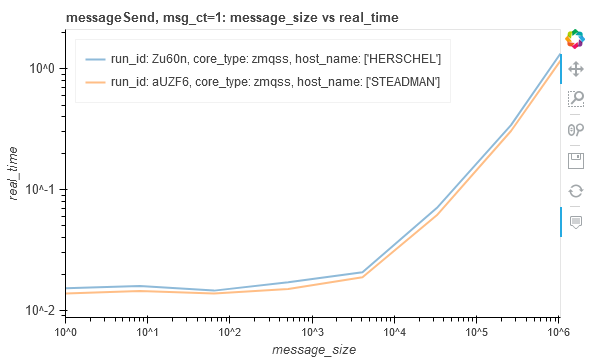 messageSend, msg_ct=1: message_size vs real_time
run_id: Zu60n, core_type: zmqss, host_name: ['HERSCHEL']
run_id: aUZF6, core_type: zmqss, host_name: ['STEADMAN']
real_time
10^0
10^-1
10^-2
10^0 10^1 10^2 10^3 10^4 10^5 10^6
message_size